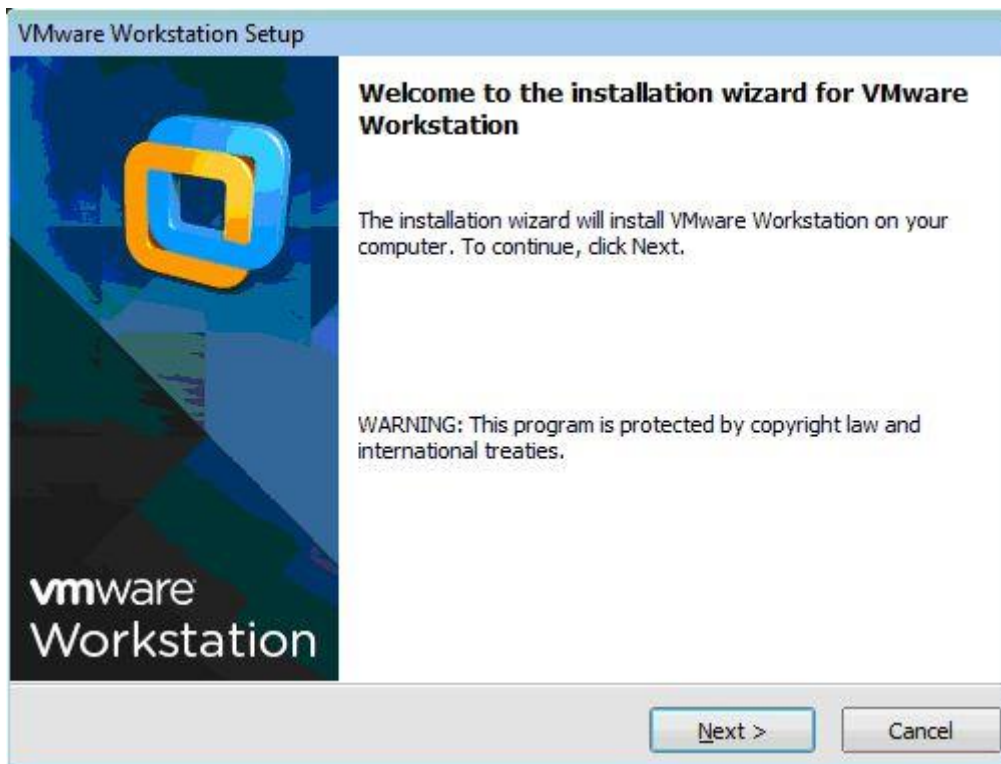 VMware Workstation Setup
Welcome to the installation wizard for VMware
Workstation
The installation wizard will install VMware Workstation on your
computer. To continue, click Next.
WARNING: This program is protected by copyright law and
international treaties.
vmware
Workstation
Next >
Cancel